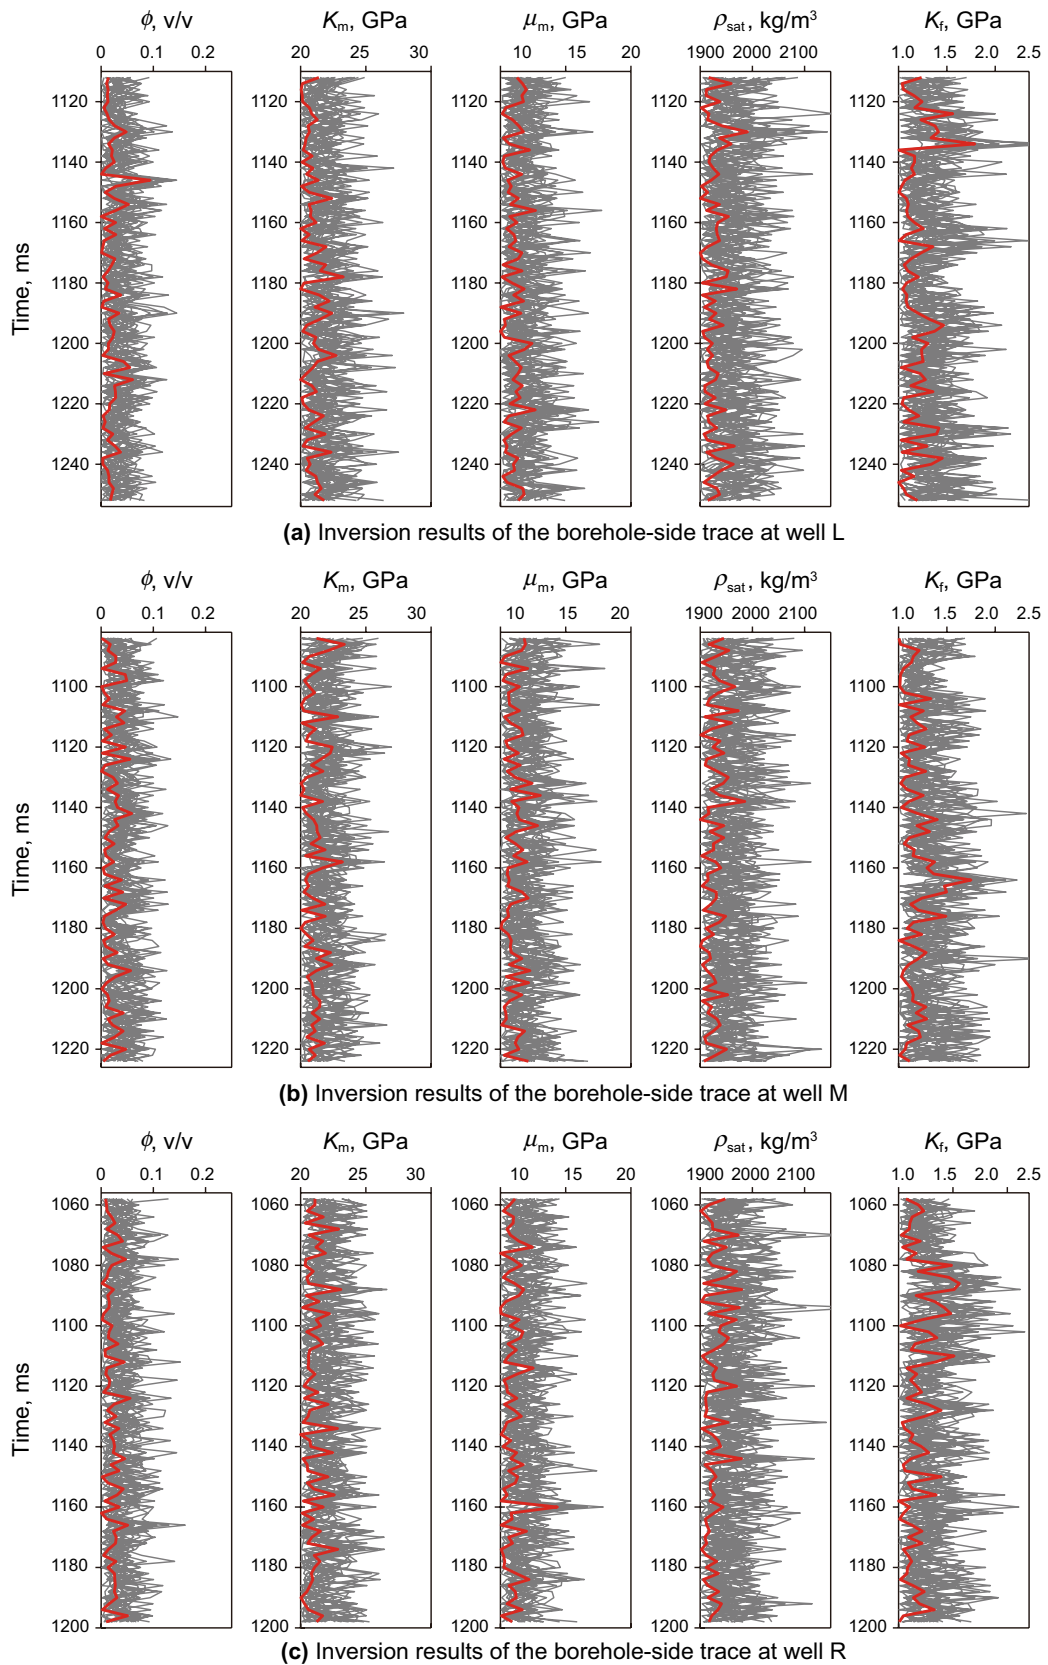 ϕ, v/v Kₘ, GPa μₘ, GPa ρsat, kg/m³ Kf, GPa
0 0.1 0.2 20 25 30 10 15 20 1900 2000 2100 1.0 1.5 2.0 2.5
1120
1140
1160
1180
1200
1220
1240
Time, ms
(a) Inversion results of the borehole-side trace at well L
ϕ, v/v Kₘ, GPa μₘ, GPa ρsat, kg/m³ Kf, GPa
0 0.1 0.2 20 25 30 10 15 20 1900 2000 2100 1.0 1.5 2.0 2.5
1100
1120
1140
1160
1180
1200
1220
Time, ms
(b) Inversion results of the borehole-side trace at well M
ϕ, v/v Kₘ, GPa μₘ, GPa ρsat, kg/m³ Kf, GPa
0 0.1 0.2 20 25 30 10 15 20 1900 2000 2100 1.0 1.5 2.0 2.5
1060
1080
1100
1120
1140
1160
1180
1200
Time, ms
(c) Inversion results of the borehole-side trace at well R